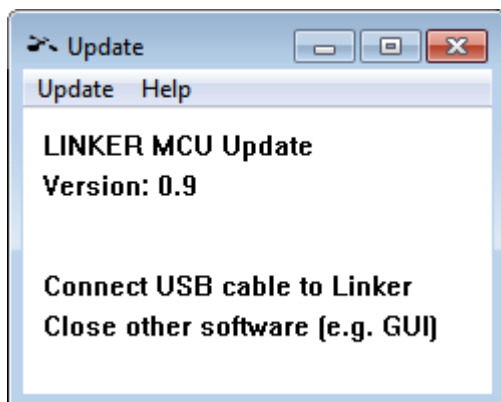 Update
Update Help
LINKER MCU Update
Version: 0.9
Connect USB cable to Linker
Close other software (e.g. GUI)